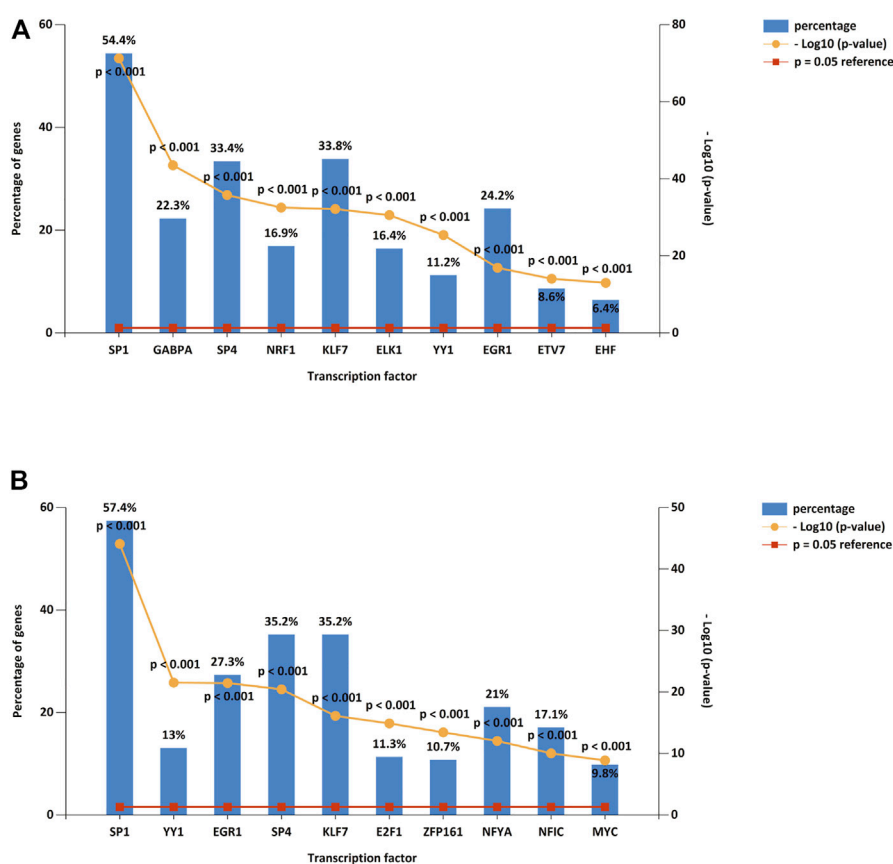 A
percentage
- Log10 (p-value)
p = 0.05 reference
60
40
20
0
Percentage of genes
80
60
40
20
0
- Log10 (p-value)
54.4%
22.3%
33.4%
16.9%
33.8%
16.4%
11.2%
24.2%
8.6%
6.4%
p < 0.001
p < 0.001
p < 0.001
p < 0.001
p < 0.001
p < 0.001
p < 0.001
p < 0.001
p < 0.001
p < 0.001
SP1 GABPA SP4 NRF1 KLF7 ELK1 YY1 EGR1 ETV7 EHF
Transcription factor
B
percentage
- Log10 (p-value)
p = 0.05 reference
60
40
20
0
Percentage of genes
50
40
30
20
10
0
- Log10 (p-value)
57.4%
13%
27.3%
35.2%
35.2%
11.3%
10.7%
21%
17.1%
9.8%
p < 0.001
p < 0.001
p < 0.001
p < 0.001
p < 0.001
p < 0.001
p < 0.001
p < 0.001
p < 0.001
p < 0.001
SP1 YY1 EGR1 SP4 KLF7 E2F1 ZFP161 NFYA NFIC MYC
Transcription factor